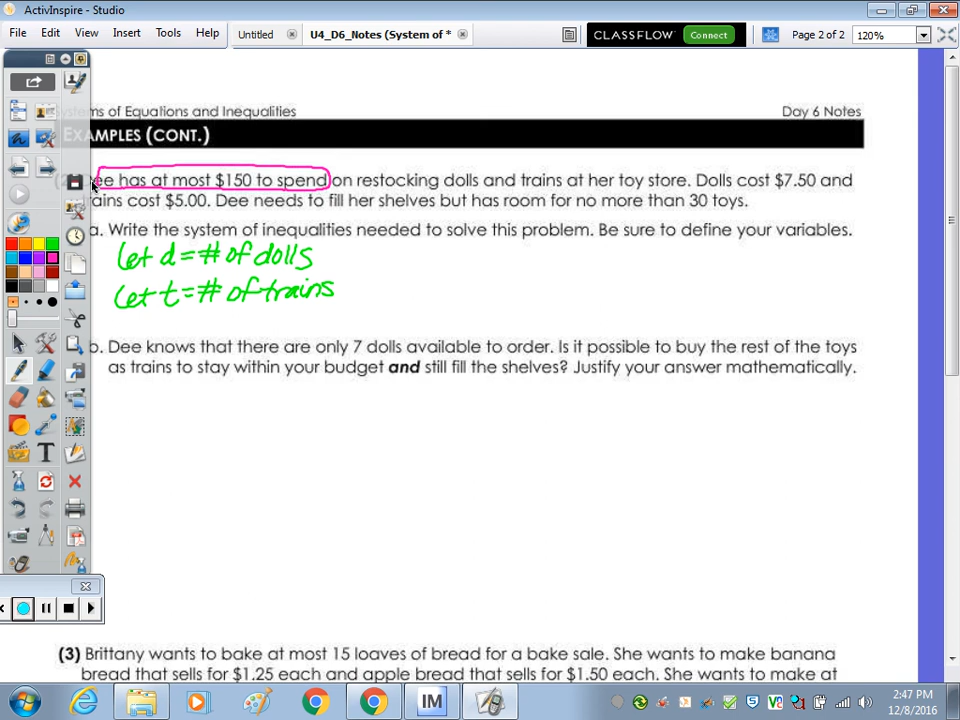 ActivInspire - Studio
File Edit View Insert Tools Help Untitled U4_D6_Notes (System of * CLASSFLOW Connect Page 2 of 2 120%
ystems of Equations and Inequalities Day 6 Notes
EXAMPLES (CONT.)
Dee has at most $150 to spend on restocking dolls and trains at her toy store. Dolls cost $7.50 and
ains cost $5.00. Dee needs to fill her shelves but has room for no more than 30 toys.
a. Write the system of inequalities needed to solve this problem. Be sure to define your variables.
Let d = # of dolls
Let t = # of trains
b. Dee knows that there are only 7 dolls available to order. Is it possible to buy the rest of the toys
as trains to stay within your budget and still fill the shelves? Justify your answer mathematically.
(3) Brittany wants to bake at most 15 loaves of bread for a bake sale. She wants to make banana
bread that sells for $1.25 each and apple bread that sells for $1.50 each. She wants to make at
IM
2:47 PM
12/8/2016